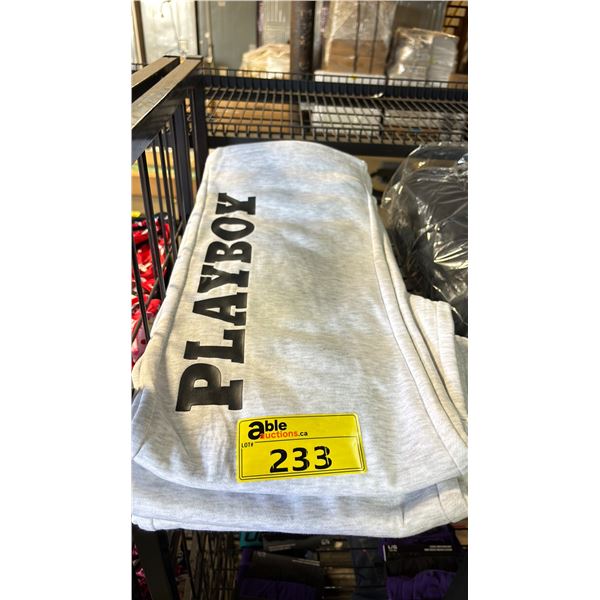 PLAYBOY
able
auctions.ca
LOT#
233